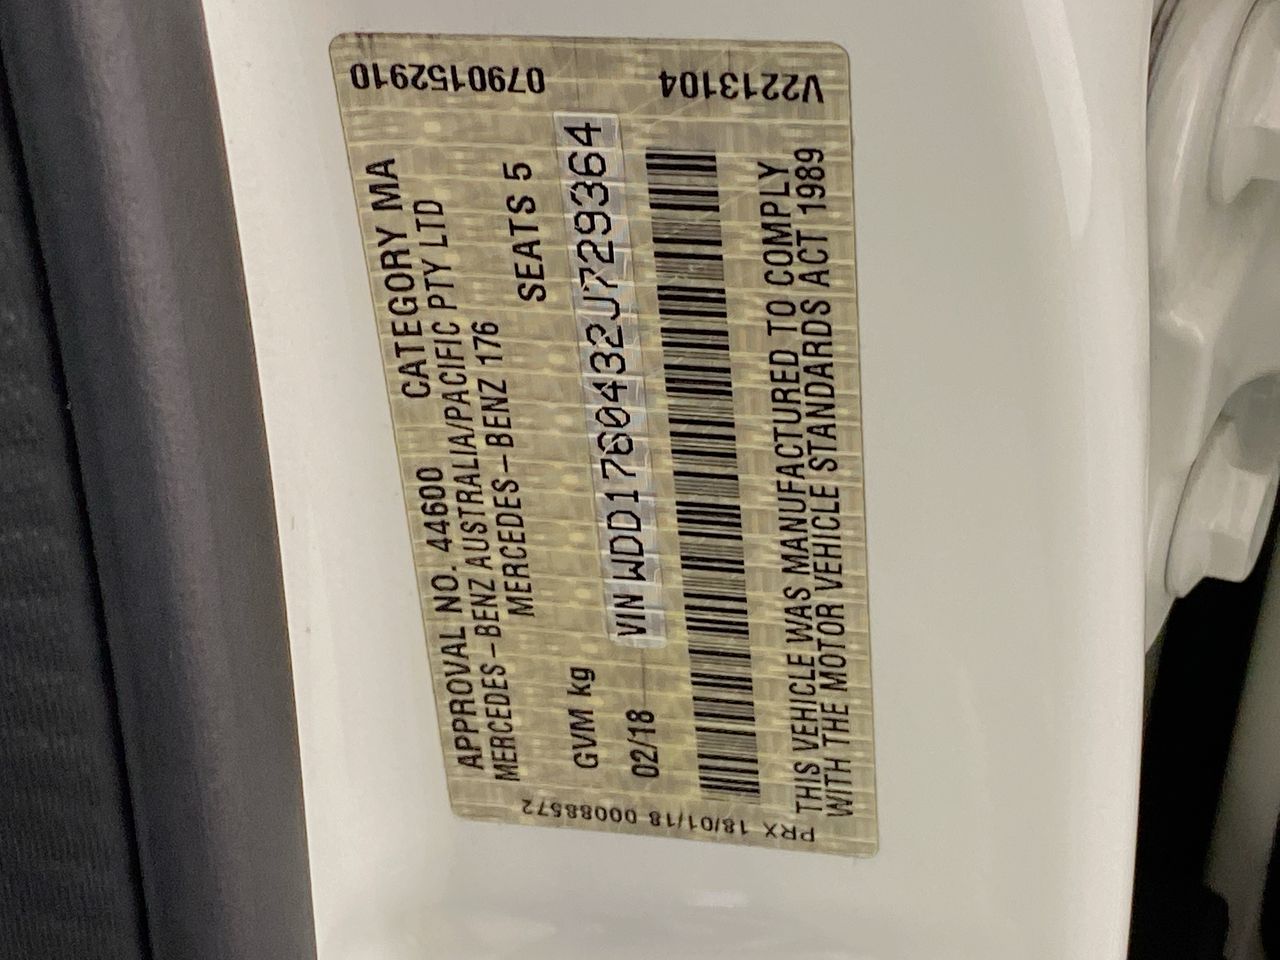 APPROVAL NO. 44600 CATEGORY MA
MERCEDES-BENZ AUSTRALIA/PACIFIC PTY LTD
MERCEDES-BENZ 176
GVM kg SEATS 5
02/18 VIN WDD1760432J729364
THIS VEHICLE WAS MANUFACTURED TO COMPLY
WITH THE MOTOR VEHICLE STANDARDS ACT 1989
PRX 18/01/18 00088572
V2213104 0790152910